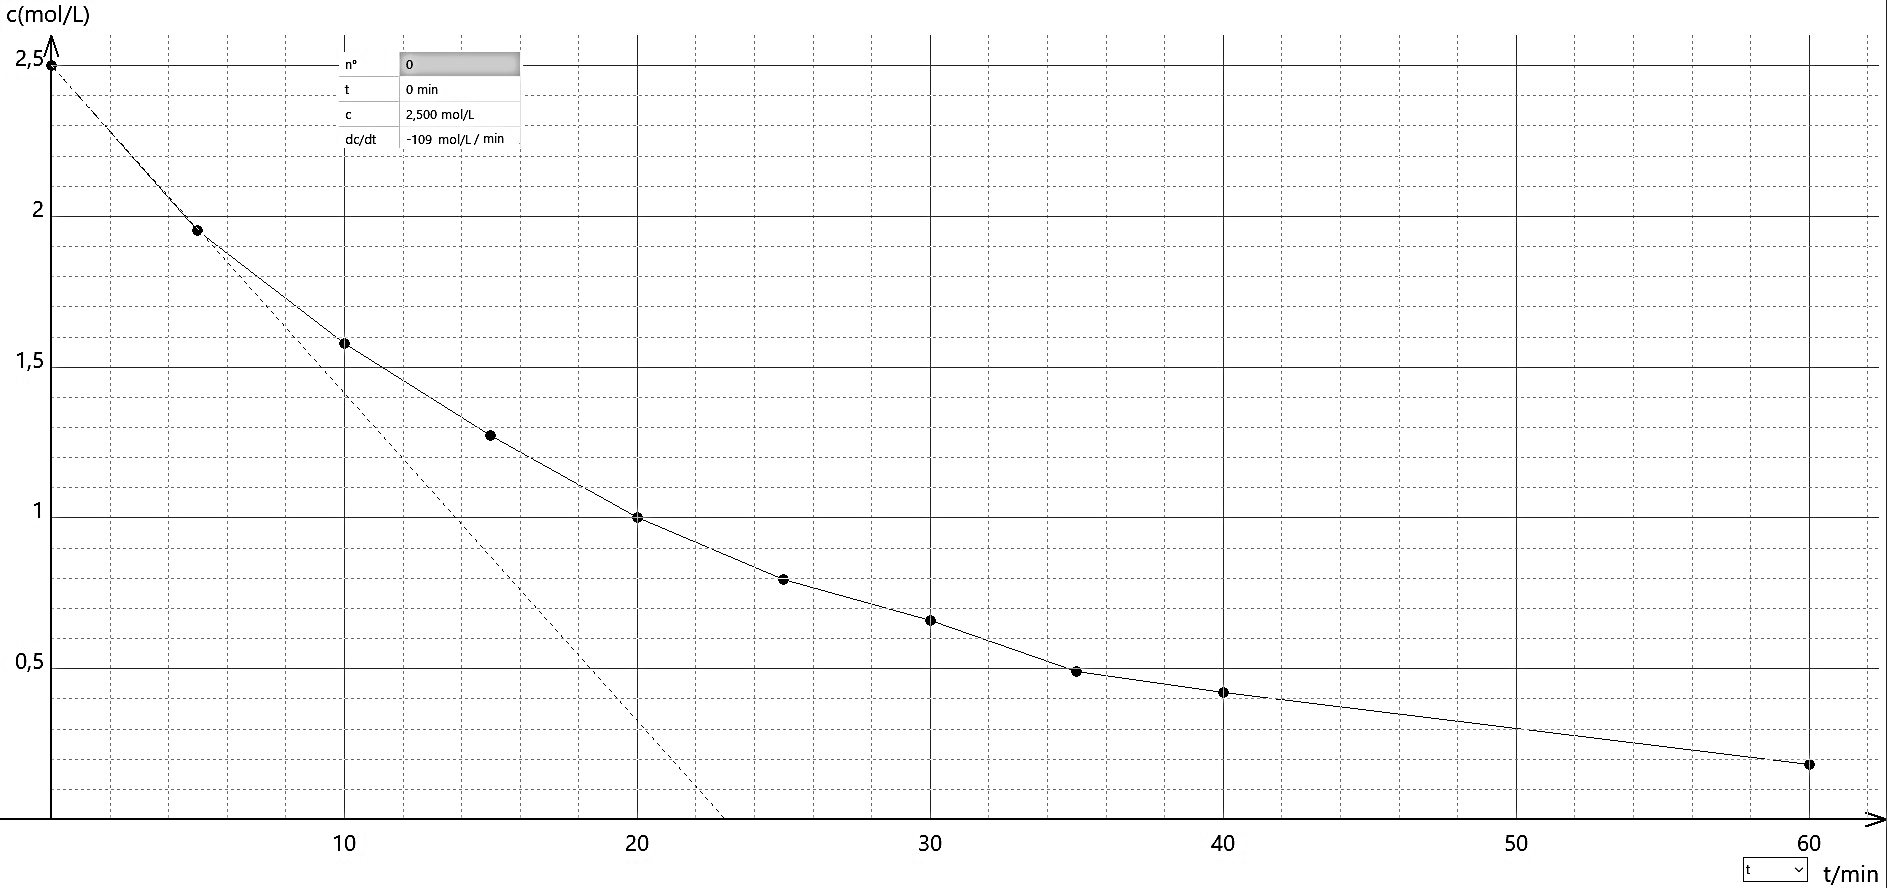 c(mol/L)
2,5
n° 0
t 0 min
c 2,500 mol/L
dc/dt -109 mol/L / min
2
1,5
1
0,5
10 20 30 40 50 60
t
t/min